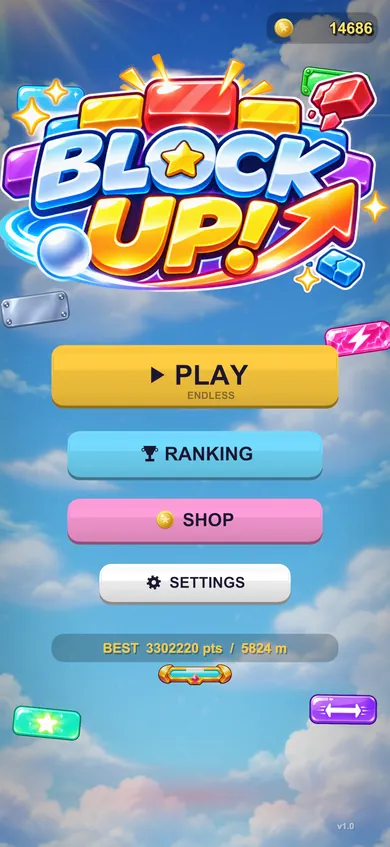 14686
BLOCK
UP!
PLAY
ENDLESS
RANKING
SHOP
SETTINGS
BEST 3302220 pts / 5824 m
v1.0